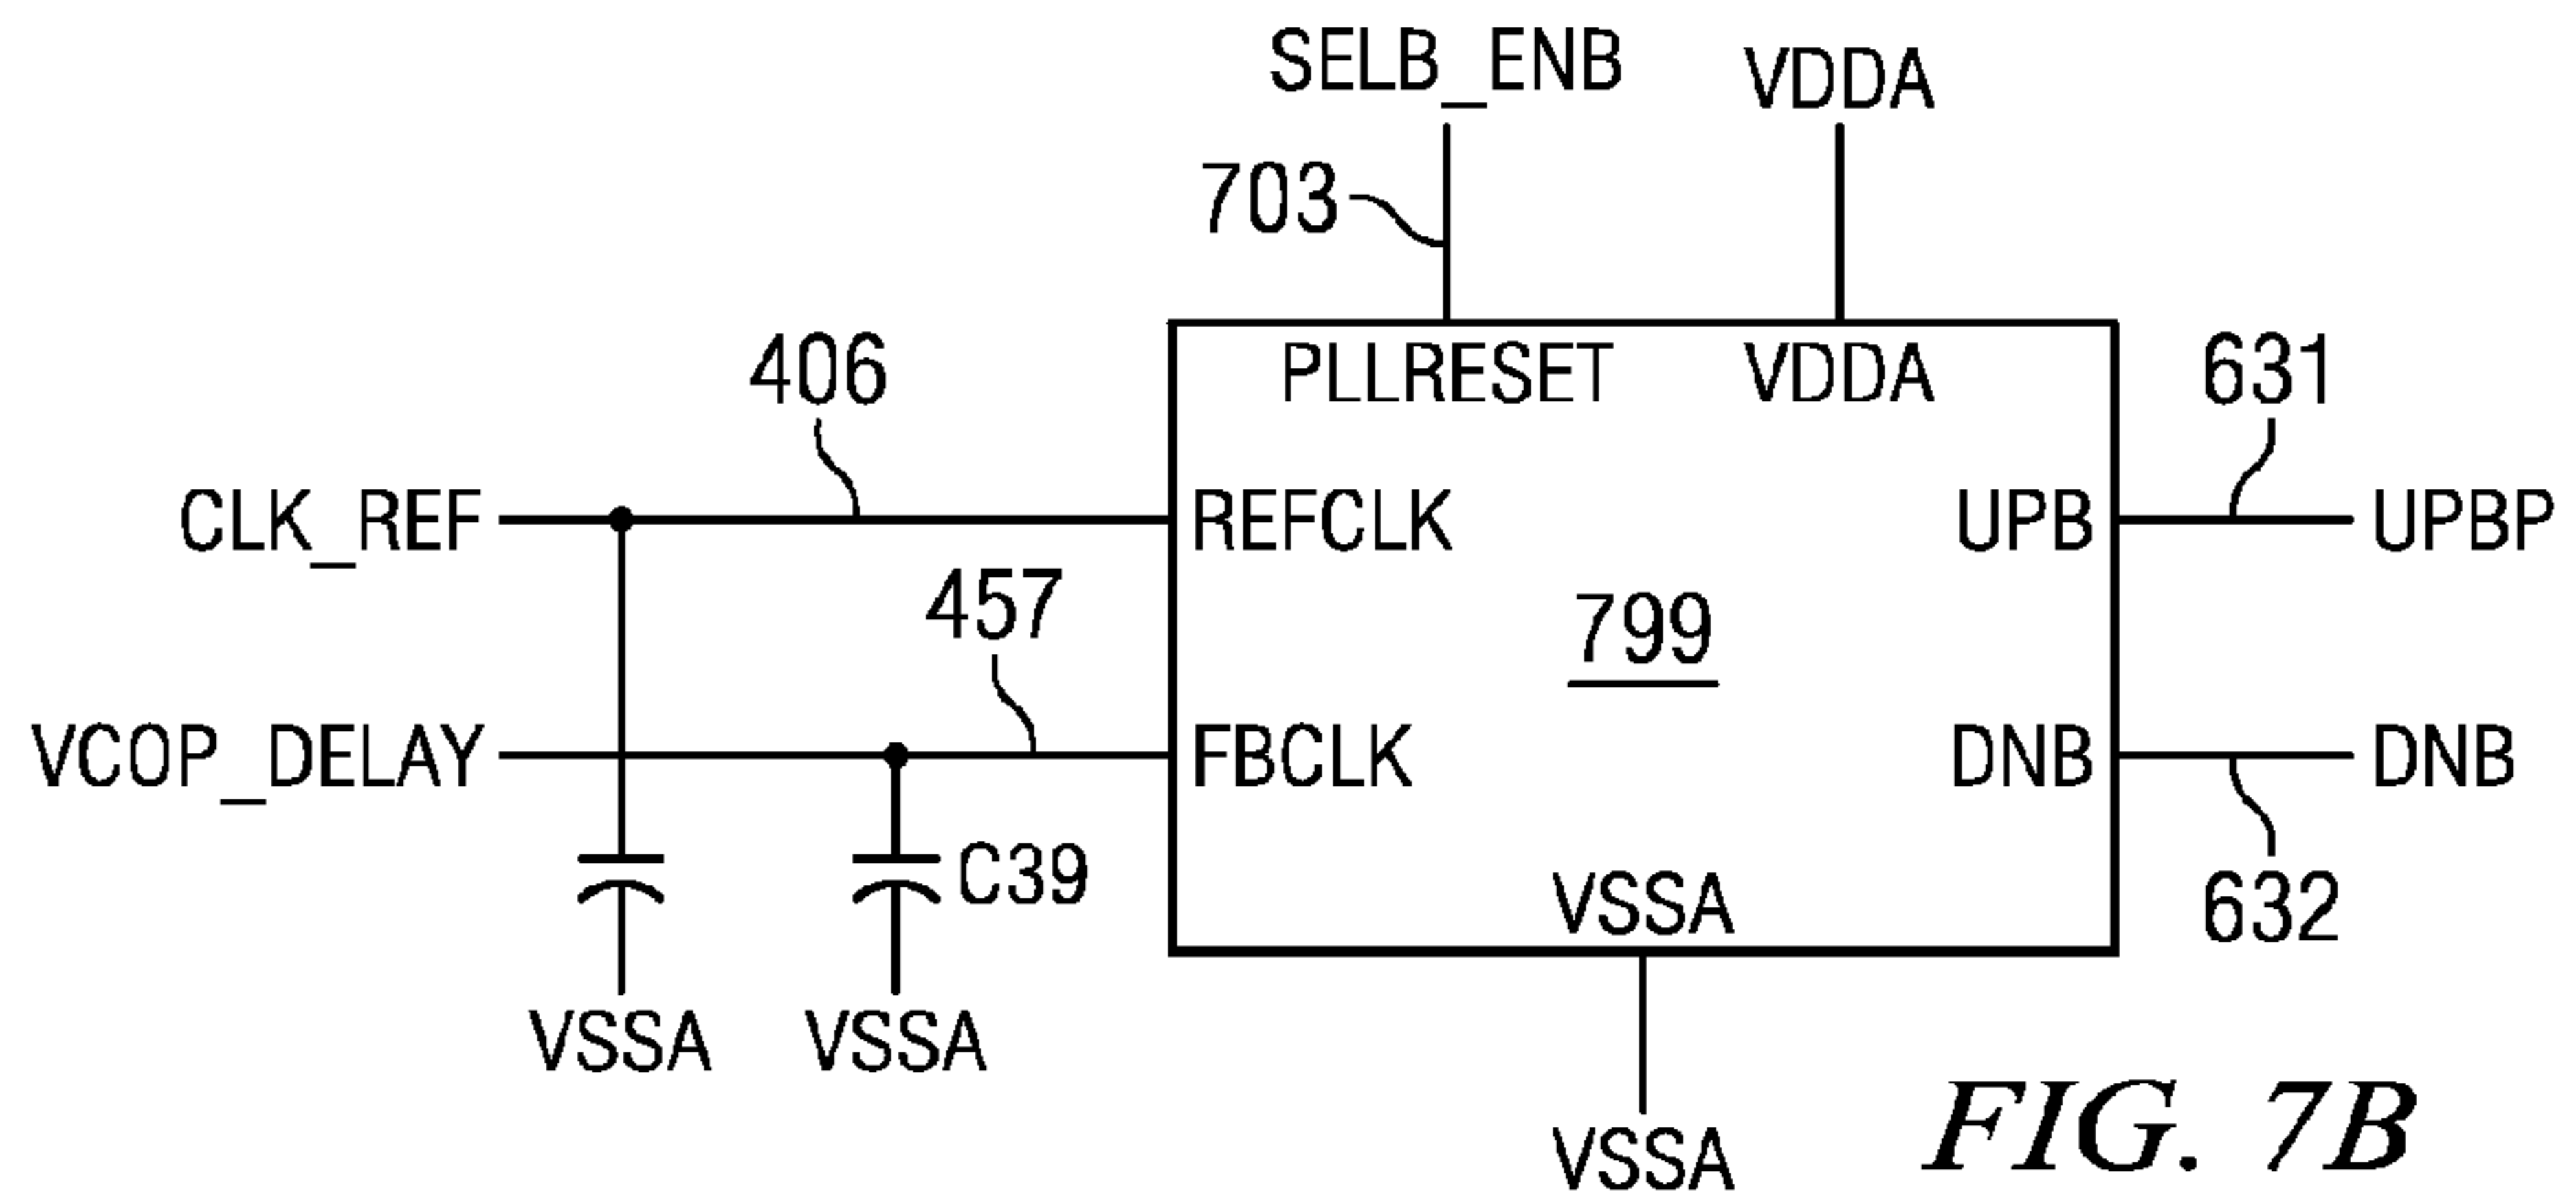 SELB_ENB
VDDA
703
PLLRESET
VDDA
406
631
CLK_REF
REFCLK
UPB
UPBP
457
799
VCOP_DELAY
FBCLK
DNB
DNB
C39
VSSA
632
VSSA
VSSA
VSSA
FIG. 7B